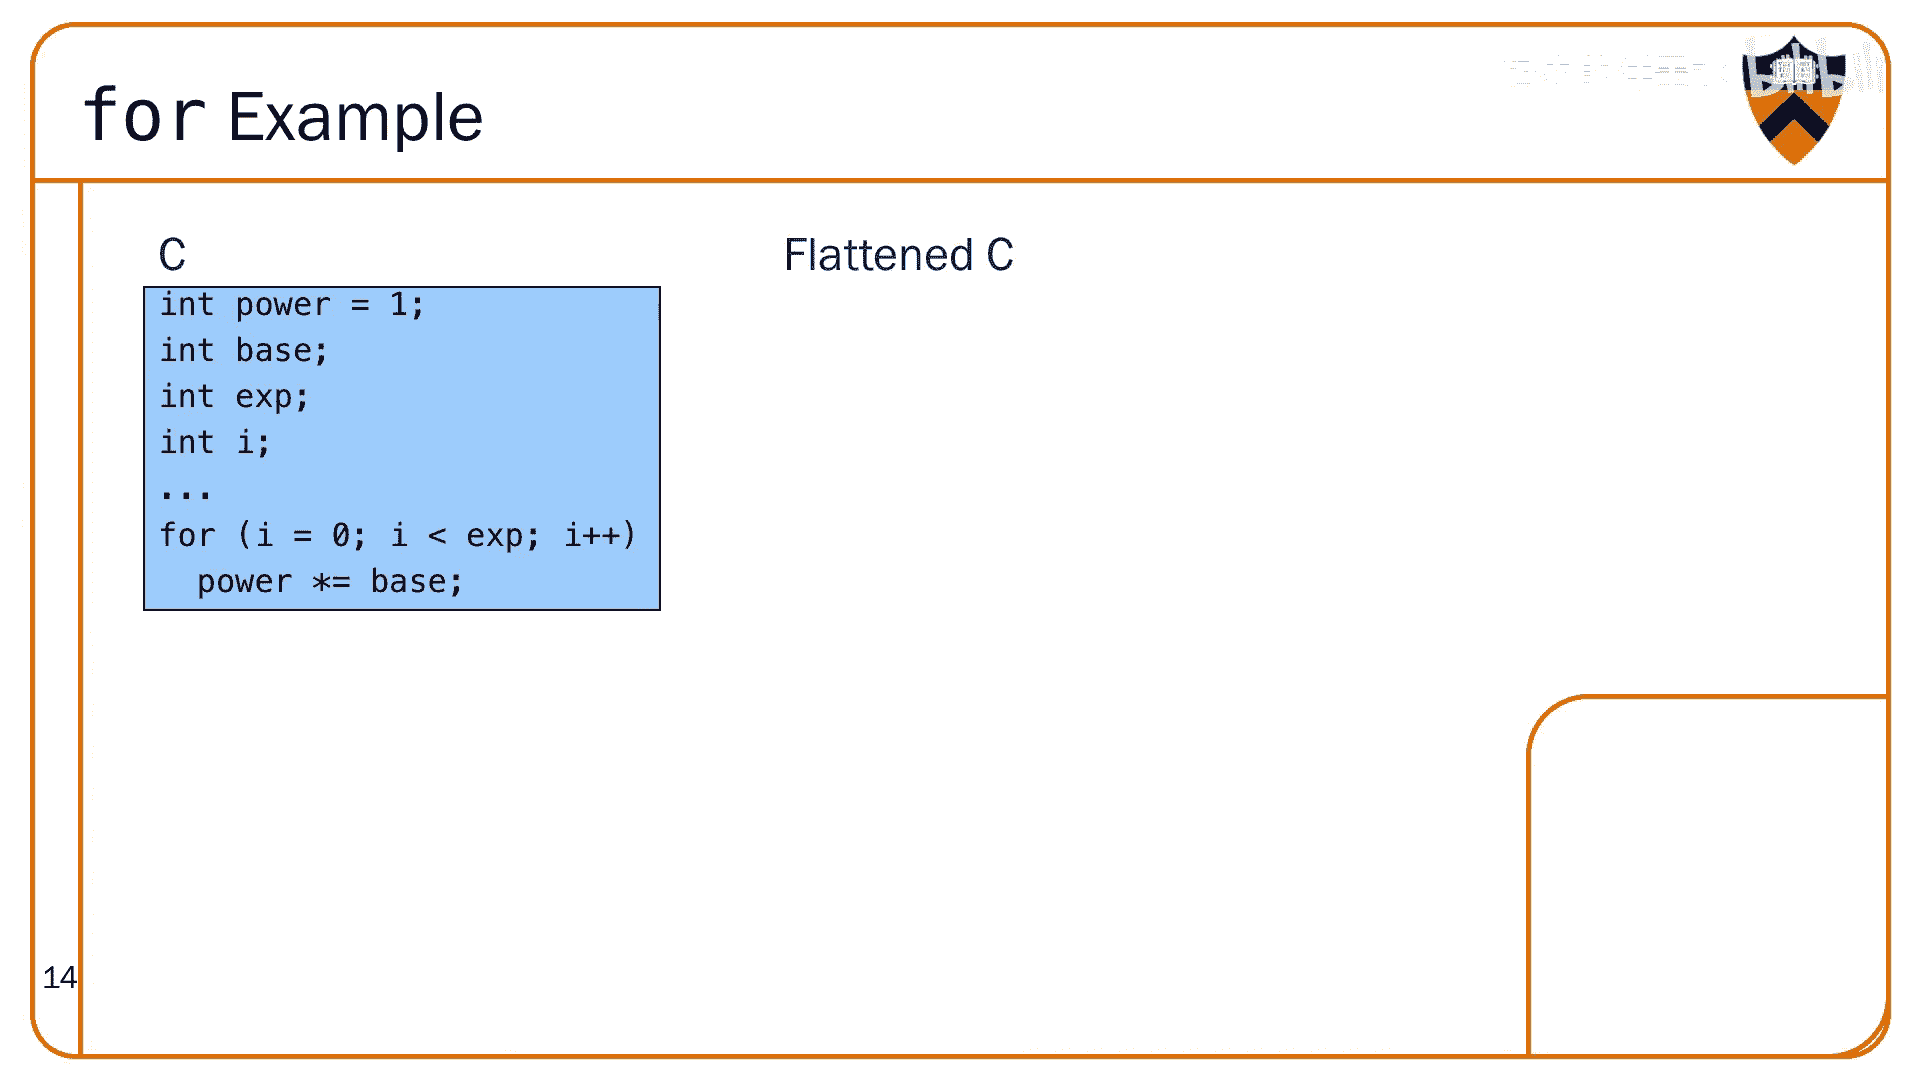 for Example
C
int power = 1;
int base;
int exp;
int i;
...
for (i = 0; i < exp; i++)
  power *= base;
Flattened C
14